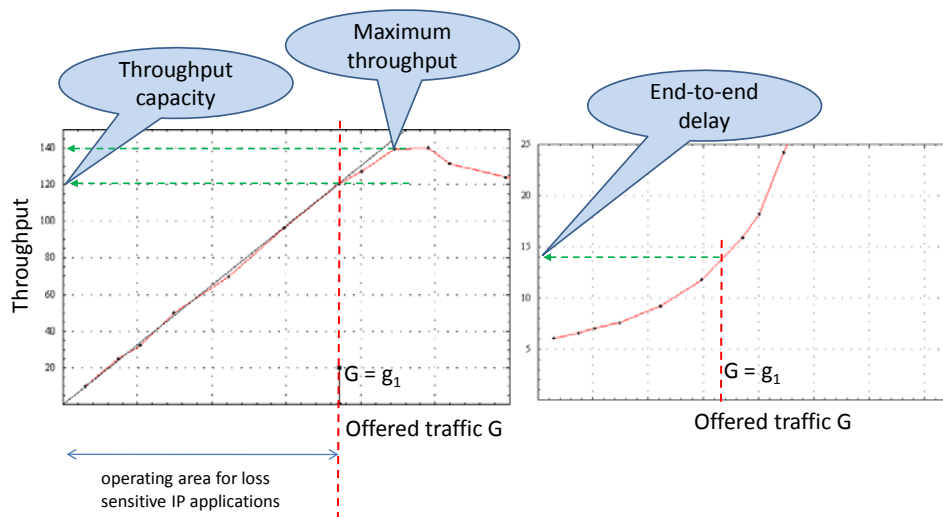 Throughput
capacity
Maximum
throughput
End-to-end
delay
Throughput
140
120
100
80
60
40
20
G = g₁
Offered traffic G
operating area for loss
sensitive IP applications
25
20
15
10
5
G = g₁
Offered traffic G